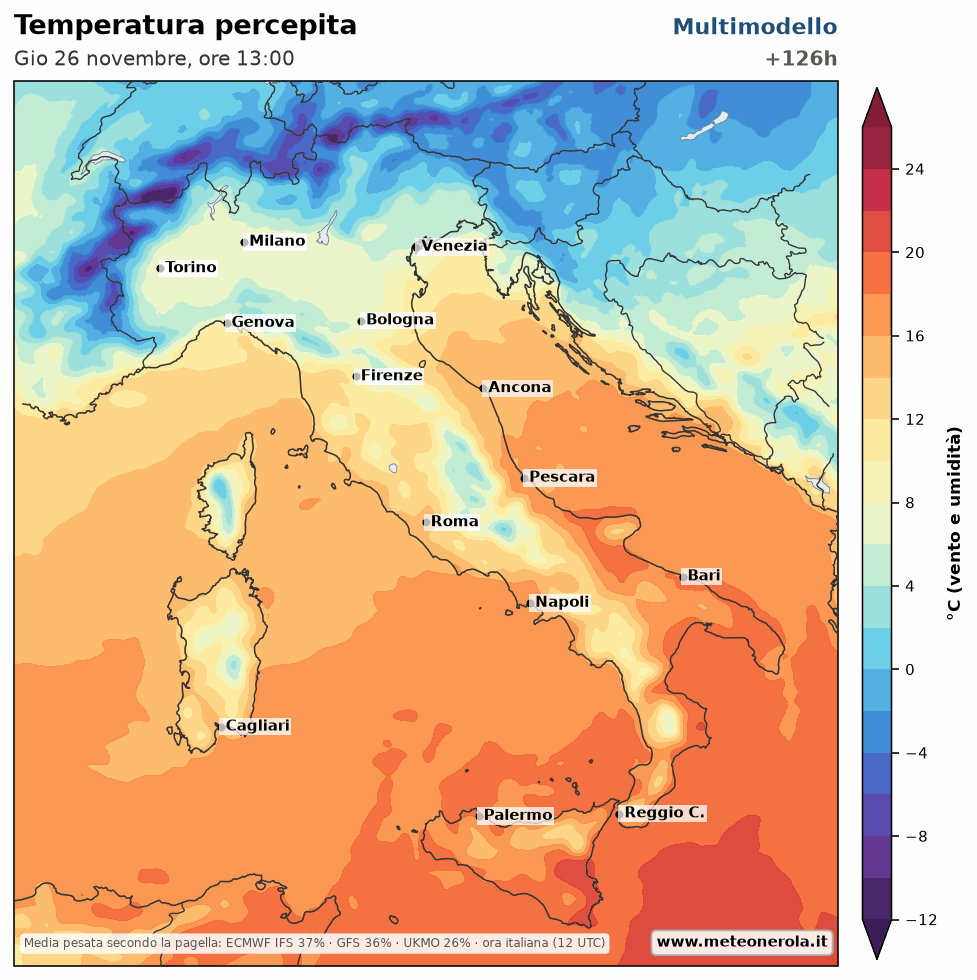 Temperatura percepita
Multimodello
Gio 26 novembre, ore 13:00
+126h
Milano
Venezia
Torino
Genova
Bologna
Firenze
Ancona
Pescara
Roma
Bari
Napoli
Cagliari
Palermo
Reggio C.
24
20
16
12
8
4
0
−4
−8
−12
°C (vento e umidità)
Media pesata secondo la pagella: ECMWF IFS 37% · GFS 36% · UKMO 26% · ora italiana (12 UTC)
www.meteonerola.it